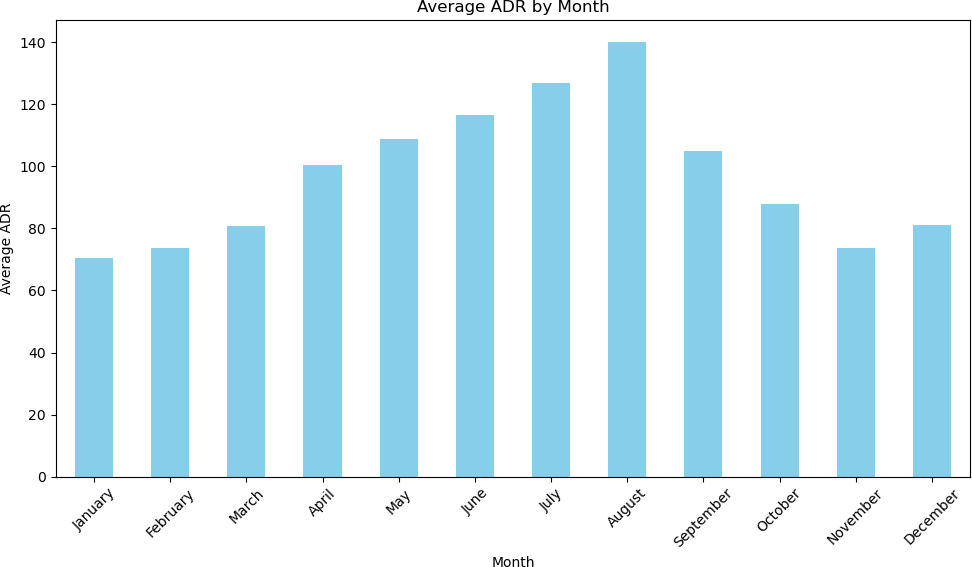 Average ADR by Month
Average ADR
140
120
100
80
60
40
20
0
January
February
March
April
May
June
July
August
September
October
November
December
Month